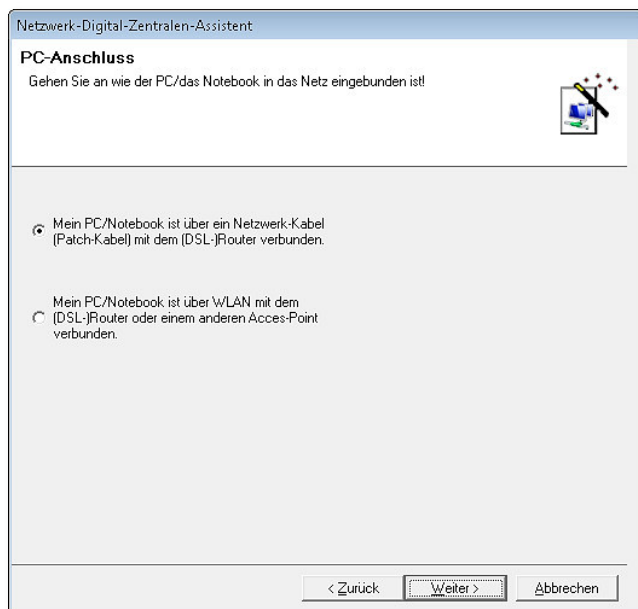 Netzwerk-Digital-Zentralen-Assistent
PC-Anschluss
Gehen Sie an wie der PC/das Notebook in das Netz eingebunden ist!
Mein PC/Notebook ist über ein Netzwerk-Kabel
(Patch-Kabel) mit dem (DSL-)Router verbunden.
Mein PC/Notebook ist über WLAN mit dem
(DSL-)Router oder einem anderen Acces-Point
verbunden.
< Zurück
Weiter >
Abbrechen